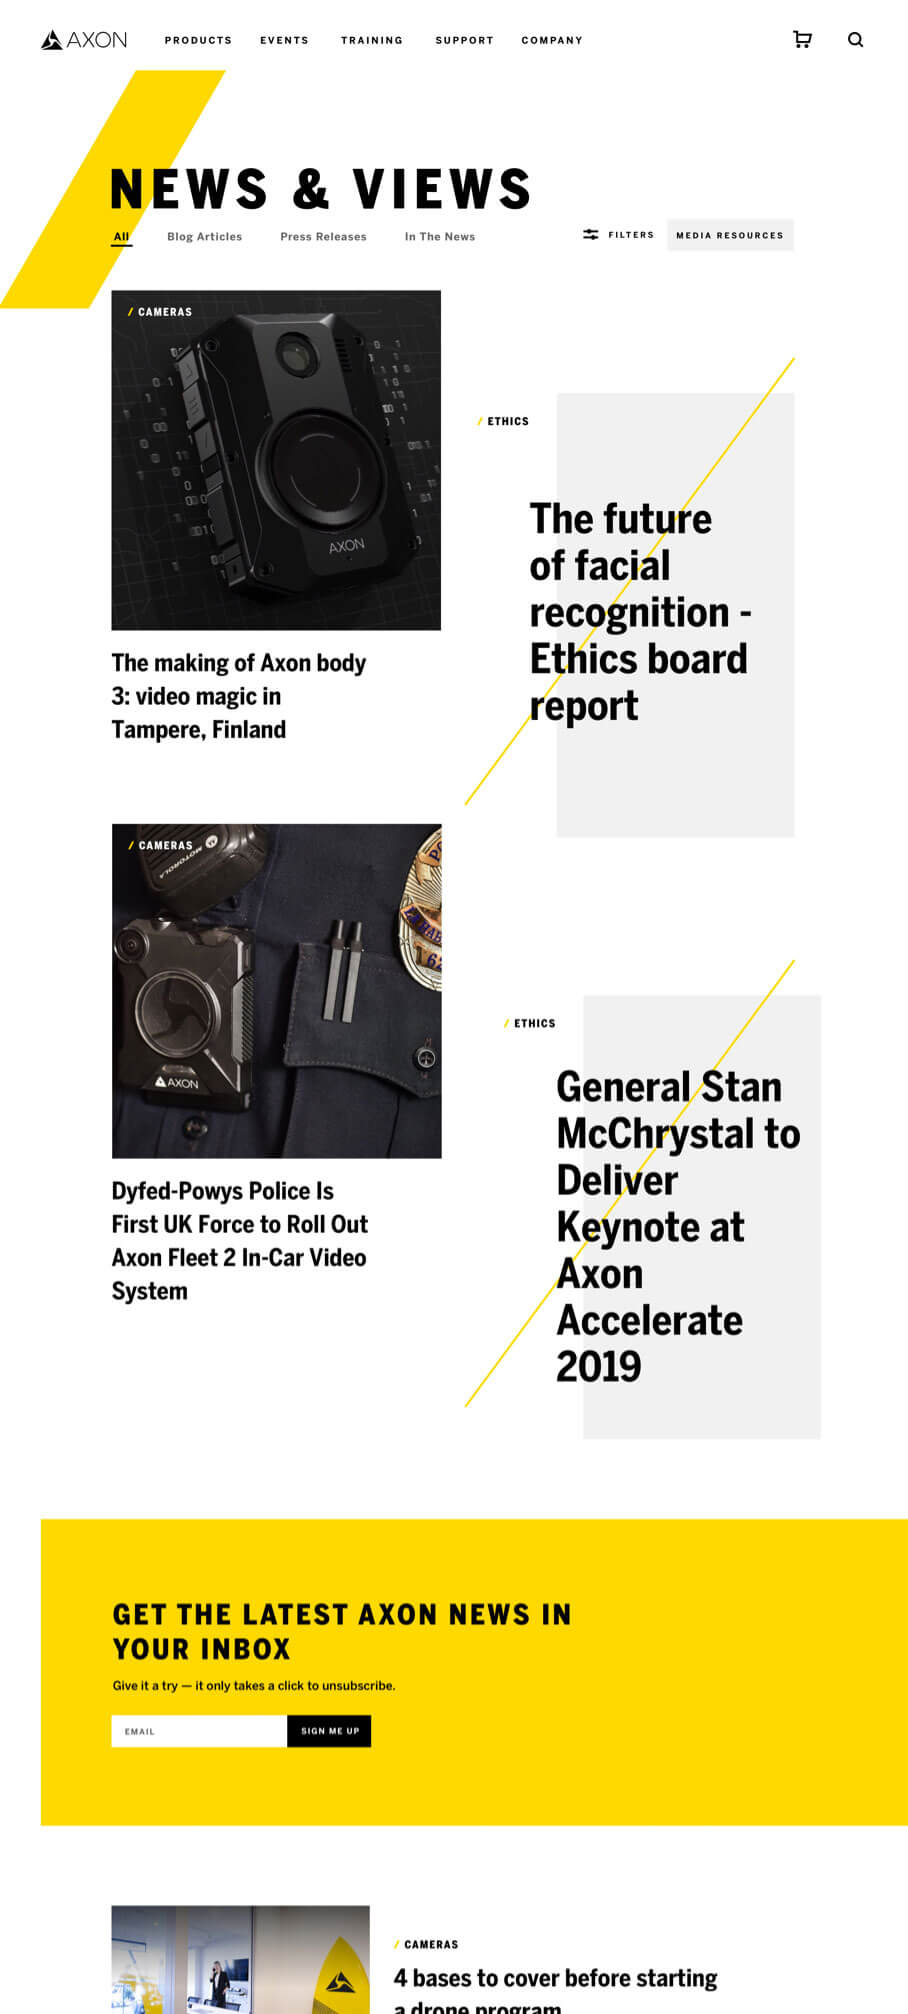 AXON
PRODUCTS EVENTS TRAINING SUPPORT COMPANY
NEWS & VIEWS
All Blog Articles Press Releases In The News
FILTERS MEDIA RESOURCES
/ CAMERAS
AXON
The making of Axon body
3: video magic in
Tampere, Finland
/ ETHICS
The future
of facial
recognition -
Ethics board
report
/ CAMERAS
MOTOROLA
62
AXON
Dyfed-Powys Police Is
First UK Force to Roll Out
Axon Fleet 2 In-Car Video
System
/ ETHICS
General Stan
McChrystal to
Deliver
Keynote at
Axon
Accelerate
2019
GET THE LATEST AXON NEWS IN
YOUR INBOX
Give it a try — it only takes a click to unsubscribe.
EMAIL SIGN ME UP
/ CAMERAS
4 bases to cover before starting
a drone program